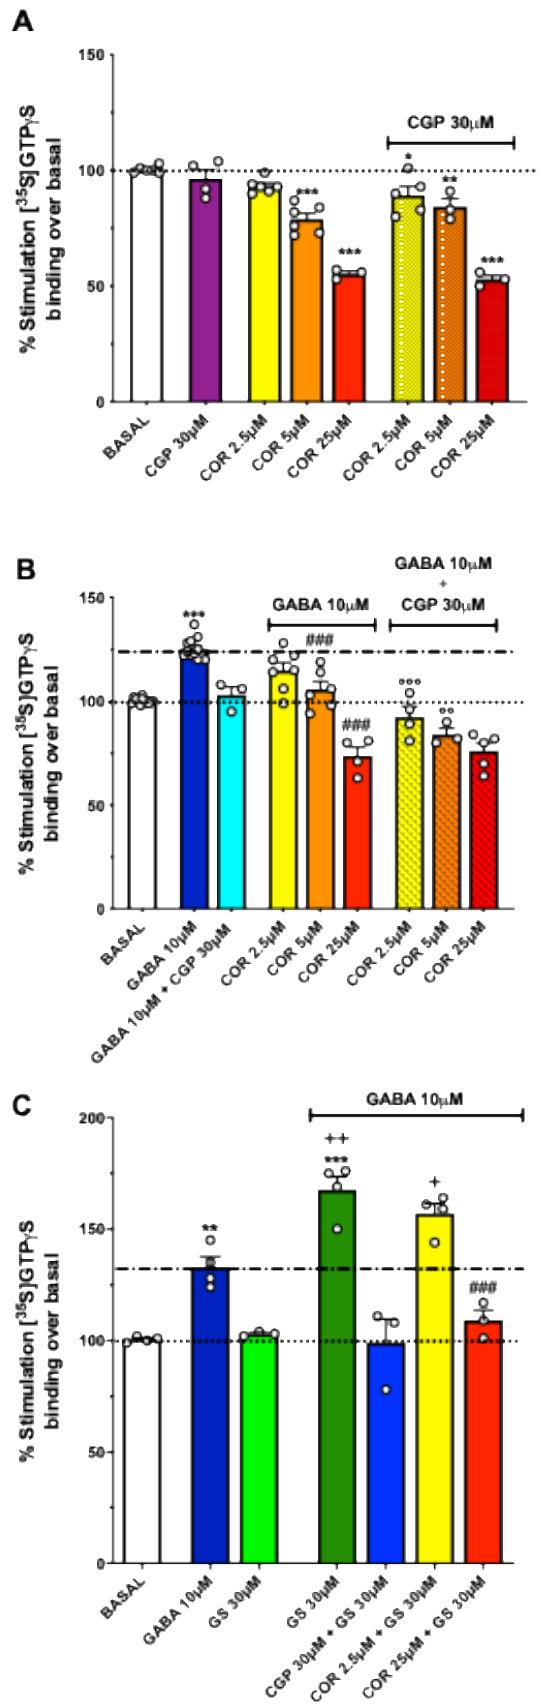 A
% Stimulation [³⁵S]GTPγS
binding over basal
150
100
50
0
CGP 30μM
*
**
***
***
***
BASAL
CGP 30μM
COR 2.5μM
COR 5μM
COR 25μM
COR 2.5μM
COR 5μM
COR 25μM
B
% Stimulation [³⁵S]GTPγS
binding over basal
150
100
50
0
GABA 10μM
GABA 10μM
+
CGP 30μM
***
###
###
°°°
°°
BASAL
GABA 10μM
GABA 10μM + CGP 30μM
COR 2.5μM
COR 5μM
COR 25μM
COR 2.5μM
COR 5μM
COR 25μM
C
% Stimulation [³⁵S]GTPγS
binding over basal
200
150
100
50
0
GABA 10μM
++
***
**
+
###
BASAL
GABA 10μM
GS 30μM
GS 30μM
CGP 30μM + GS 30μM
COR 2.5μM + GS 30μM
COR 25μM + GS 30μM